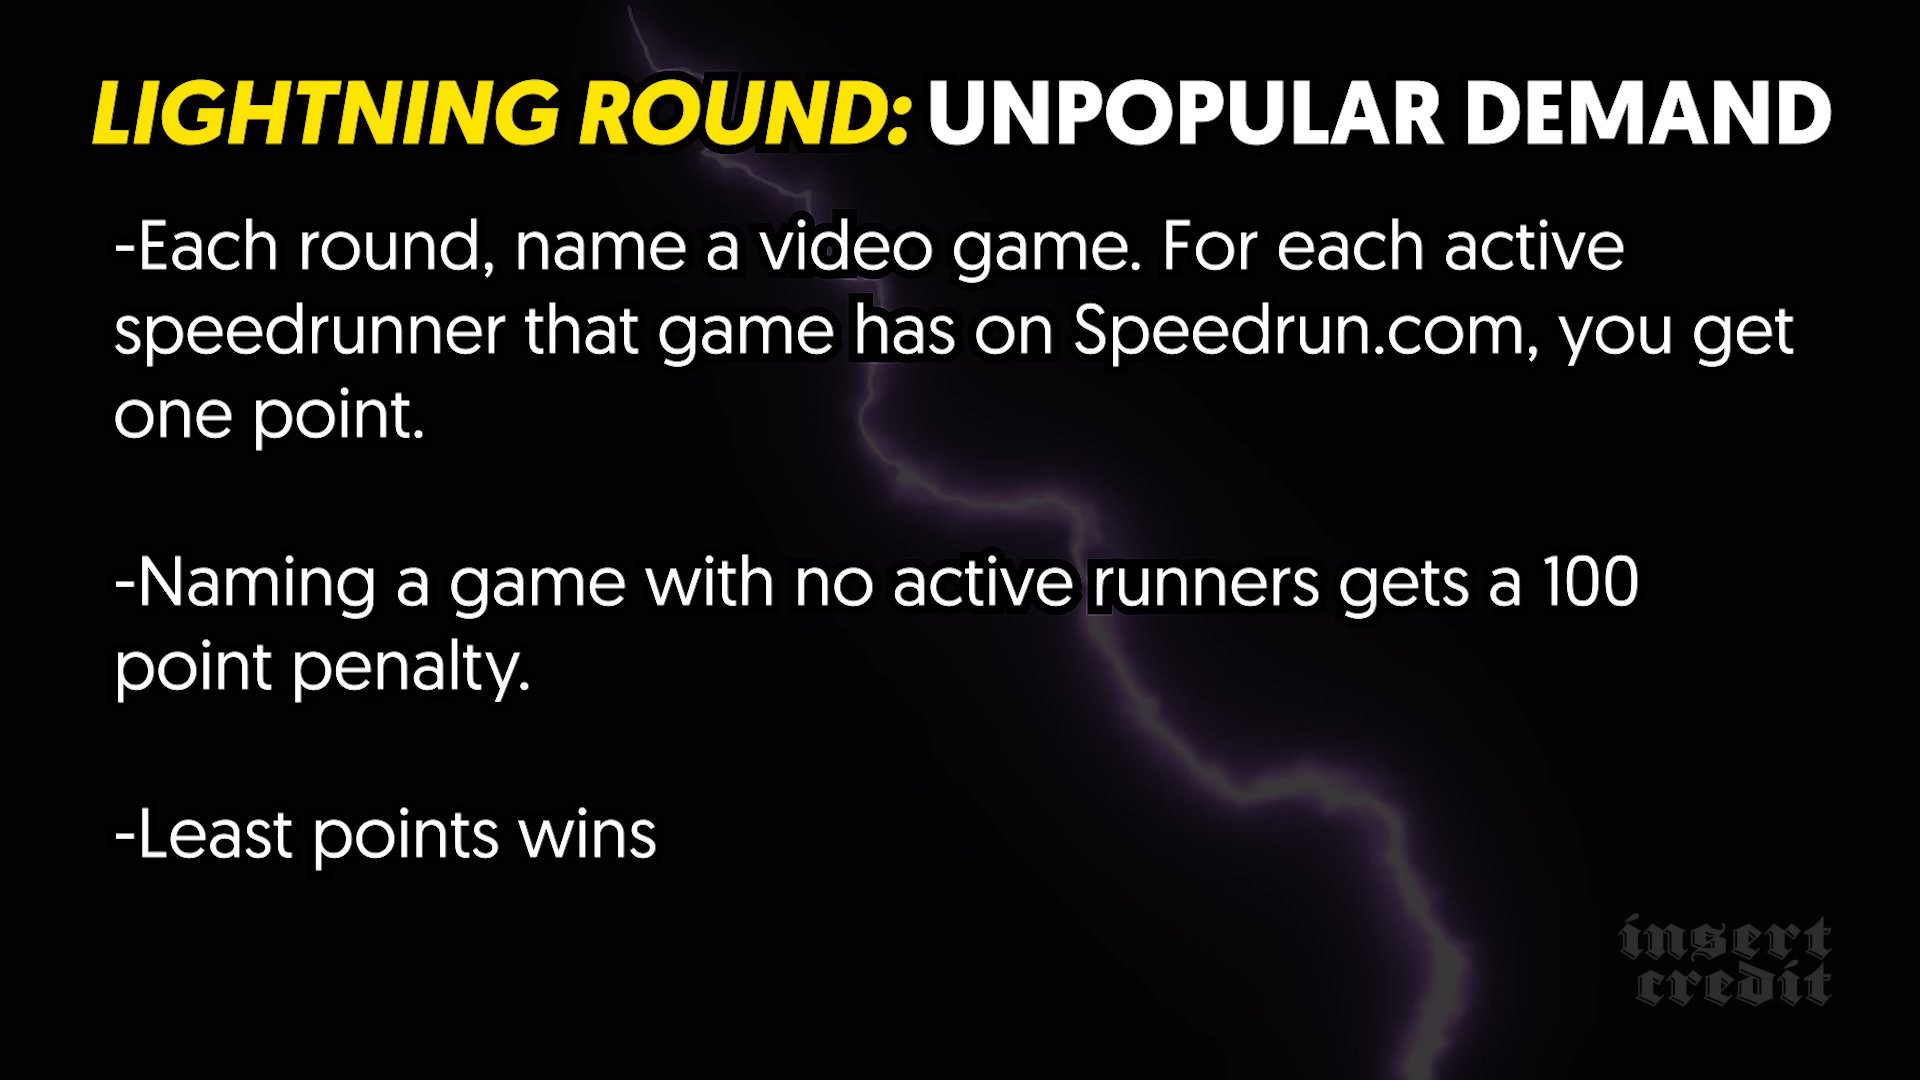 LIGHTNING ROUND: UNPOPULAR DEMAND
-Each round, name a video game. For each active
speedrunner that game has on Speedrun.com, you get
one point.
-Naming a game with no active runners gets a 100
point penalty.
-Least points wins
insert
credit